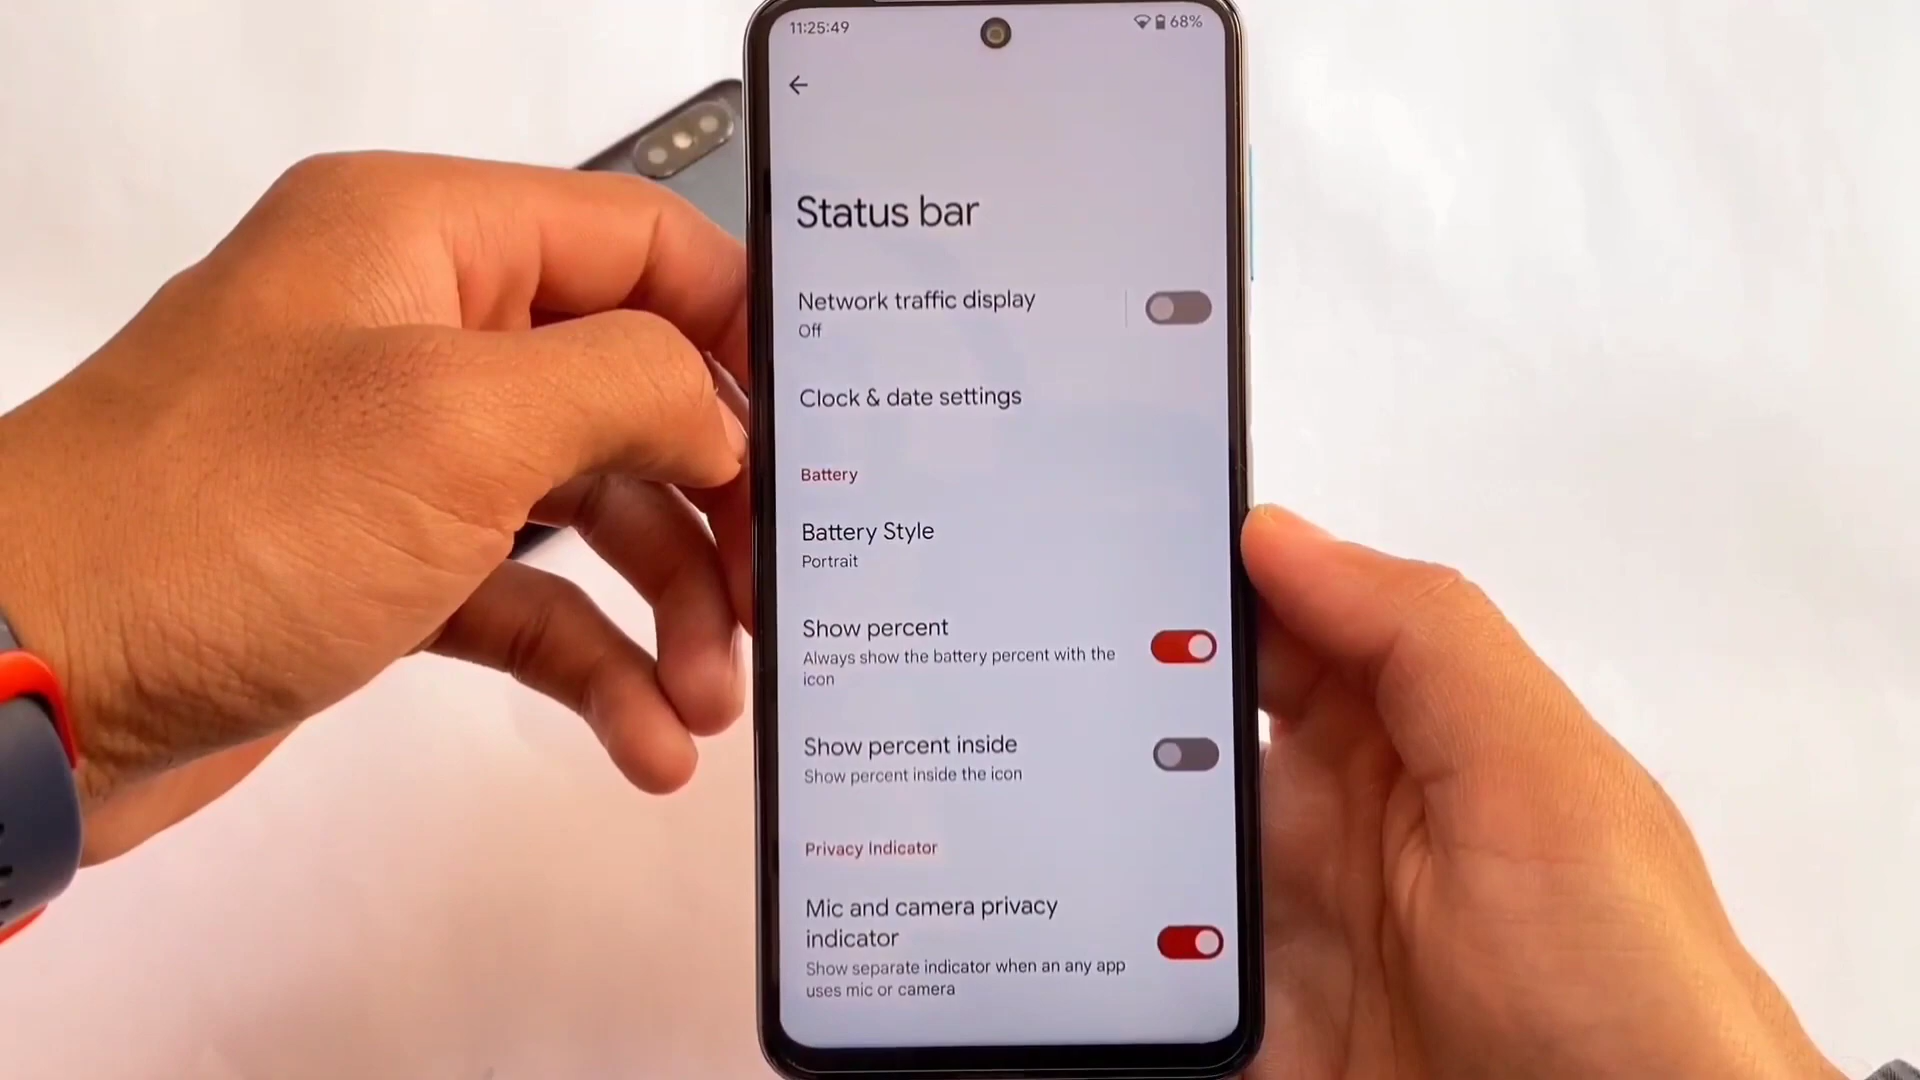 11:25:49
68%
Status bar
Network traffic display
Off
Clock & date settings
Battery
Battery Style
Portrait
Show percent
Always show the battery percent with the
icon
Show percent inside
Show percent inside the icon
Privacy Indicator
Mic and camera privacy
indicator
Show separate indicator when an any app
uses mic or camera